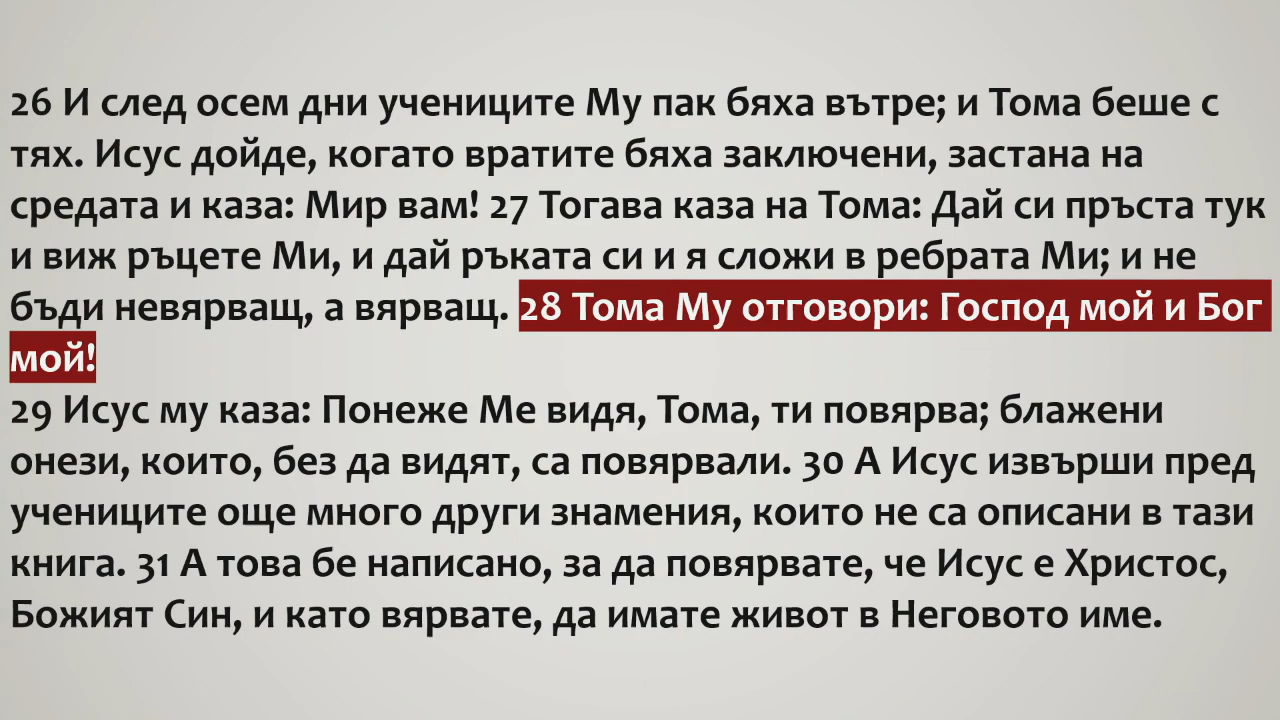 26 И след осем дни учениците Му пак бяха вътре; и Тома беше с
тях. Исус дойде, когато вратите бяха заключени, застана на
средата и каза: Мир вам! 27 Тогава каза на Тома: Дай си пръста тук
и виж ръцете Ми, и дай ръката си и я сложи в ребрата Ми; и не
бъди невярващ, а вярващ. 28 Тома Му отговори: Господ мой и Бог
мой!
29 Исус му каза: Понеже Ме видя, Тома, ти повярва; блажени
онези, които, без да видят, са повярвали. 30 А Исус извърши пред
учениците още много други знамения, които не са описани в тази
книга. 31 А това бе написано, за да повярвате, че Исус е Христос,
Божият Син, и като вярвате, да имате живот в Неговото име.